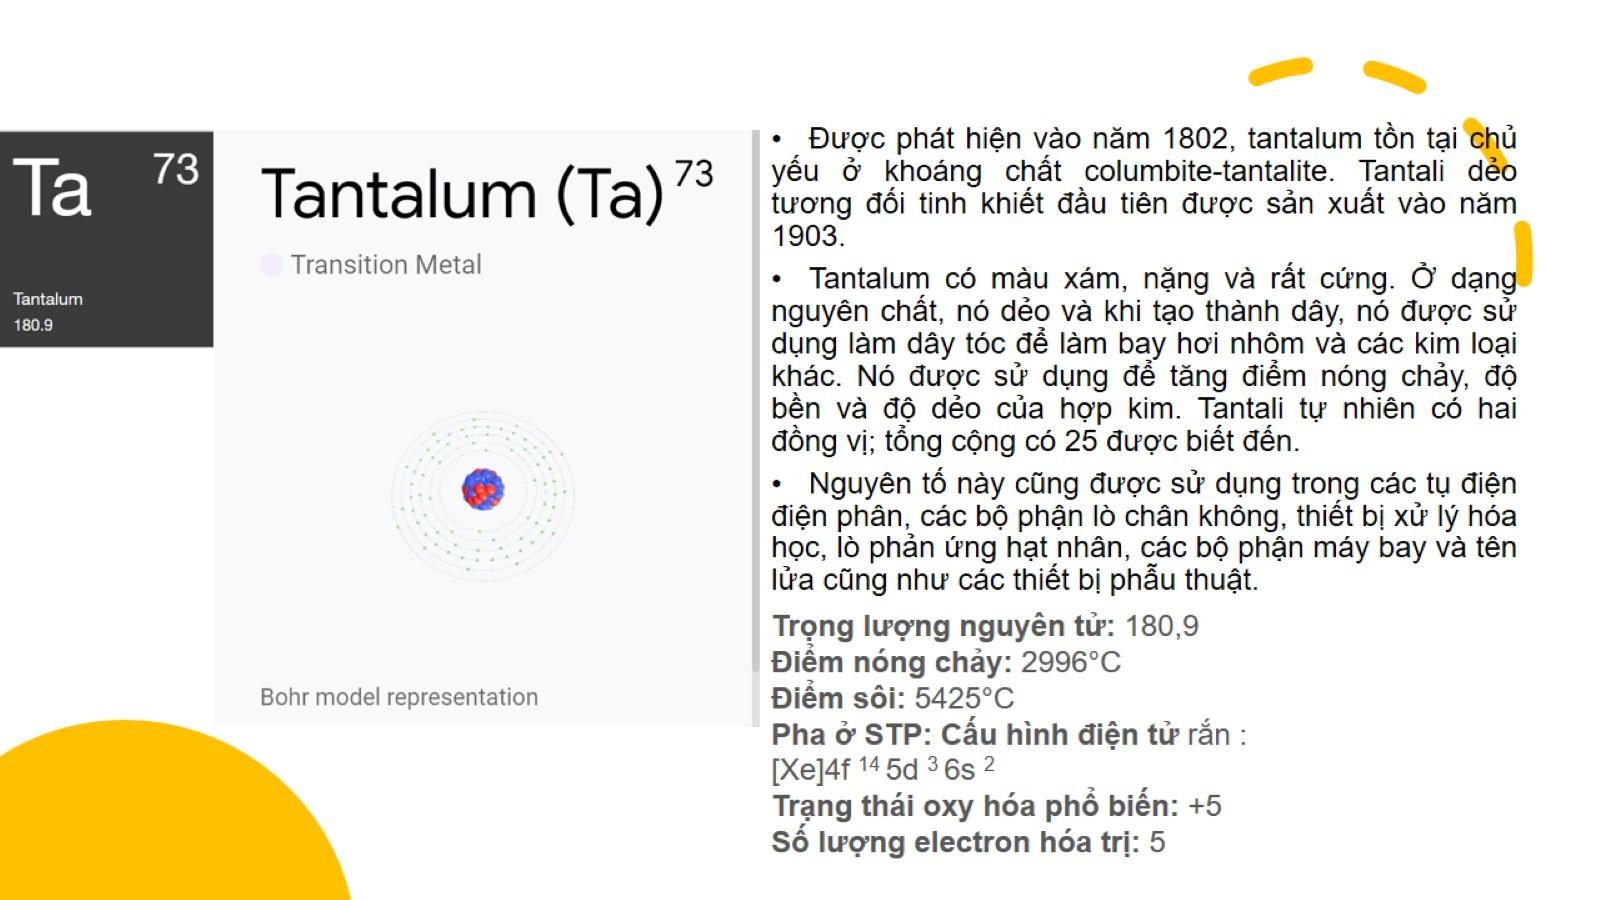 Ta
73
Tantalum
180.9
Tantalum (Ta)73
Transition Metal
Bohr model representation
• Được phát hiện vào năm 1802, tantalum tồn tại chủ
yếu ở khoáng chất columbite-tantalite. Tantali dẻo
tương đối tinh khiết đầu tiên được sản xuất vào năm
1903.
• Tantalum có màu xám, nặng và rất cứng. Ở dạng
nguyên chất, nó dẻo và khi tạo thành dây, nó được sử
dụng làm dây tóc để làm bay hơi nhôm và các kim loại
khác. Nó được sử dụng để tăng điểm nóng chảy, độ
bền và độ dẻo của hợp kim. Tantali tự nhiên có hai
đồng vị; tổng cộng có 25 được biết đến.
• Nguyên tố này cũng được sử dụng trong các tụ điện
điện phân, các bộ phận lò chân không, thiết bị xử lý hóa
học, lò phản ứng hạt nhân, các bộ phận máy bay và tên
lửa cũng như các thiết bị phẫu thuật.
Trọng lượng nguyên tử: 180,9
Điểm nóng chảy: 2996°C
Điểm sôi: 5425°C
Pha ở STP: Cấu hình điện tử rắn :
[Xe]4f 14 5d 3 6s 2
Trạng thái oxy hóa phổ biến: +5
Số lượng electron hóa trị: 5